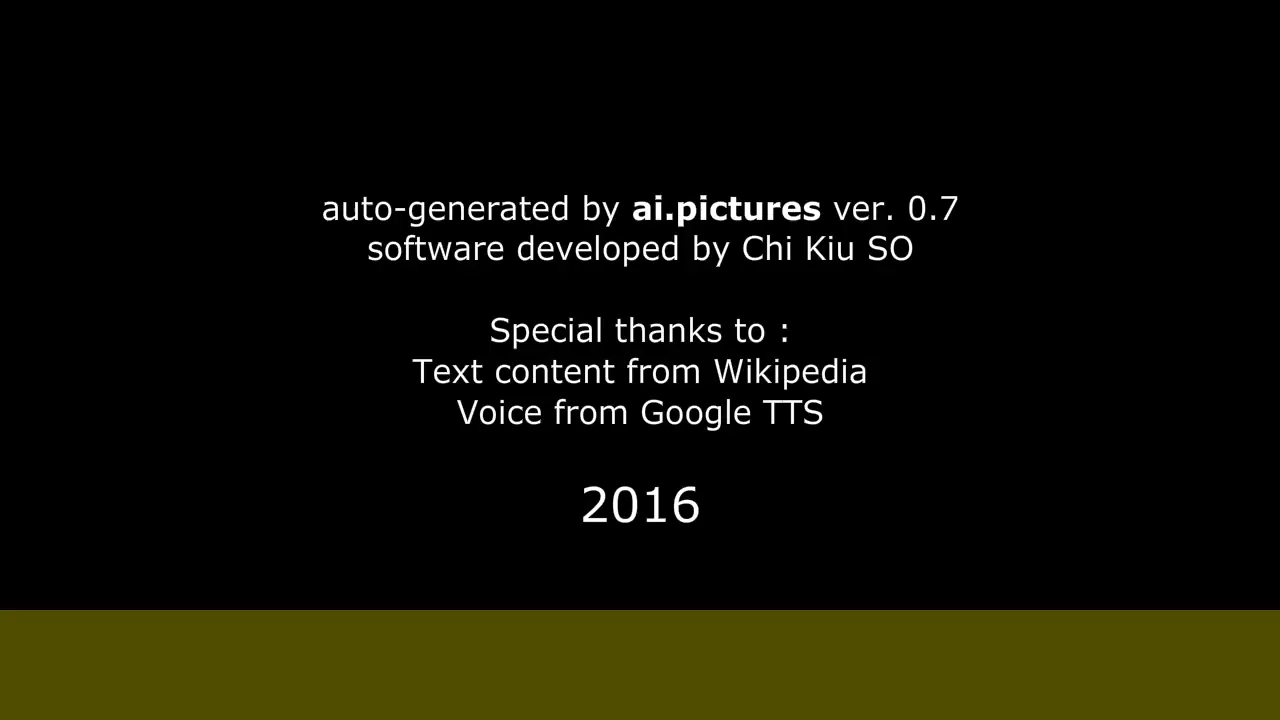 auto-generated by ai.pictures ver. 0.7
software developed by Chi Kiu SO
Special thanks to :
Text content from Wikipedia
Voice from Google TTS
2016